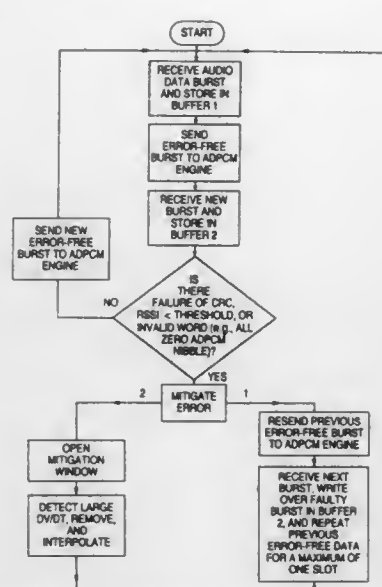 START
RECEIVE AUDIO
DATA BURST
AND STORE IN
BUFFER 1
SEND
ERROR-FREE
BURST TO ADPCM
ENGINE
RECEIVE NEW
BURST AND
STORE IN
BUFFER 2
SEND NEW
ERROR-FREE
BURST TO ADPCM
ENGINE
IS
THERE
FAILURE OF CRC,
RSSI < THRESHOLD, OR
INVALID WORD (e.g., ALL
ZERO ADPCM
NIBBLE)?
NO
YES
MITIGATE
ERROR
2
1
OPEN
MITIGATION
WINDOW
DETECT LARGE
DV/DT, REMOVE,
AND
INTERPOLATE
RESEND PREVIOUS
ERROR-FREE BURST
TO ADPCM ENGINE
RECEIVE NEXT
BURST, WRITE
OVER FAULTY
BURST IN BUFFER
2, AND REPEAT
PREVIOUS
ERROR-FREE DATA
FOR A MAXIMUM OF
ONE SLOT